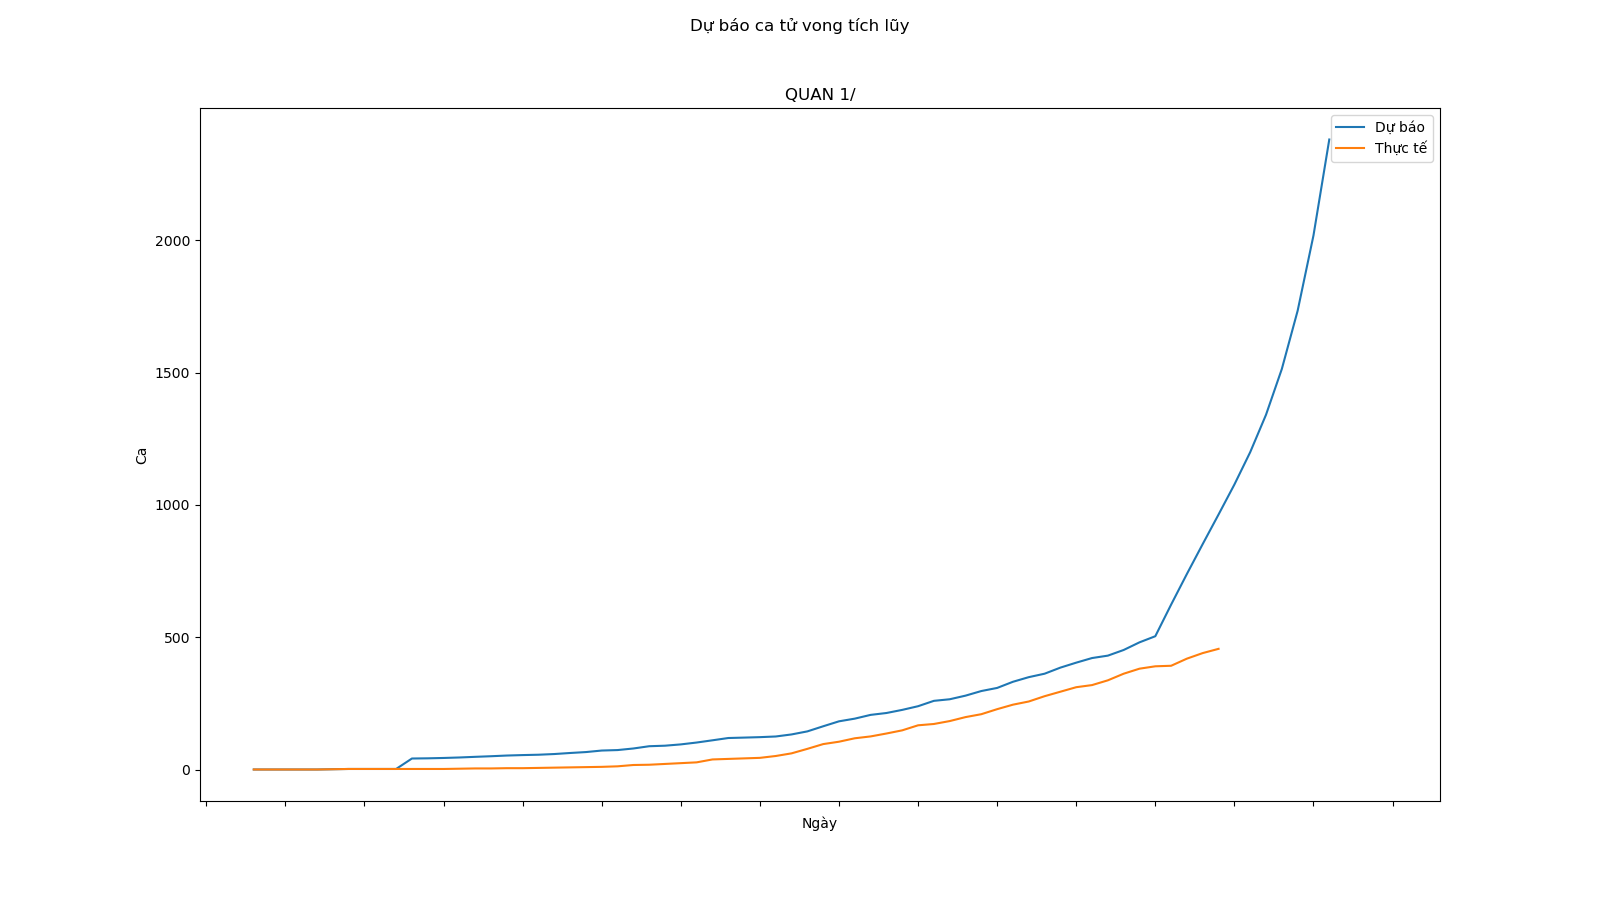 Dự báo ca tử vong tích lũy
QUAN 1/
Dự báo
Thực tế
2000
1500
1000
500
0
Ca
Ngày